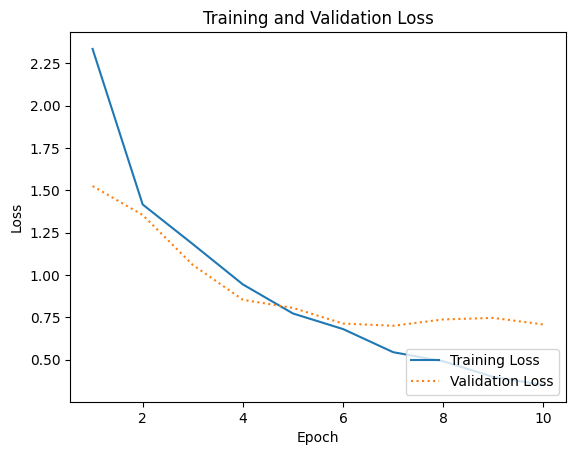 Training and Validation Loss
2.25
2.00
1.75
1.50
1.25
1.00
0.75
0.50
Loss
Training Loss
Validation Loss
2 4 6 8 10
Epoch